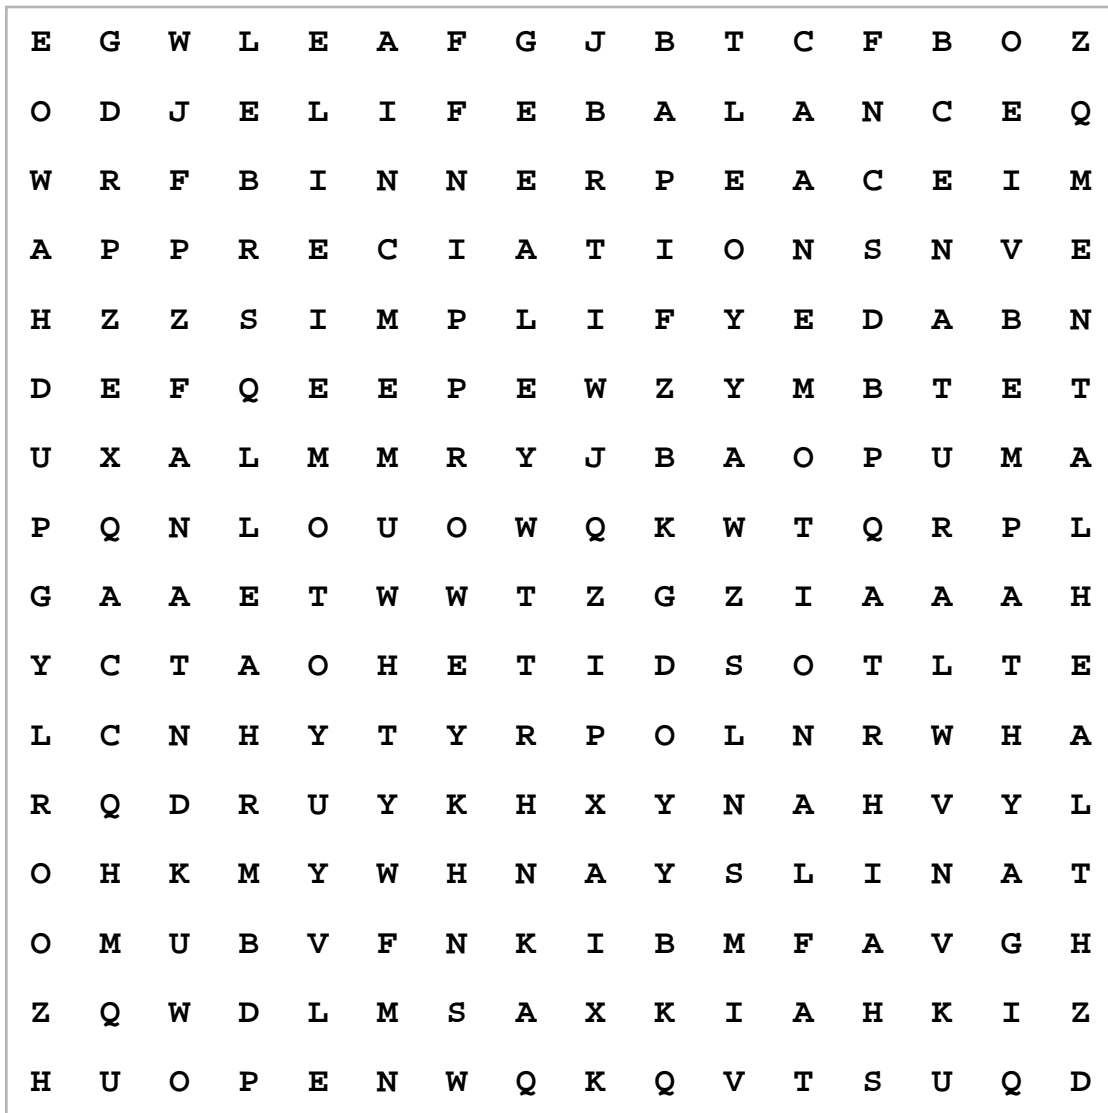 E G W L E A F G J B T C F B O Z
O D J E L I F E B A L A N C E Q
W R F B I N N E R P E A C E I M
A P P R E C I A T I O N S N V E
H Z Z S I M P L I F Y E D A B N
D E F Q E E P E W Z Y M B T E T
U X A L M M R Y J B A O P U M A
P Q N L O U O W Q K W T Q R P L
G A A E T W W T Z G Z I A A A H
Y C T A O H E T I D S O T L T E
L C N H Y T Y R P O L N R W H A
R Q D R U Y K H X Y N A H V Y L
O H K M Y W H N A Y S L I N A T
O M U B V F N K I B M F A V G H
Z Q W D L M S A X K I A H K I Z
H U O P E N W Q K Q V T S U Q D